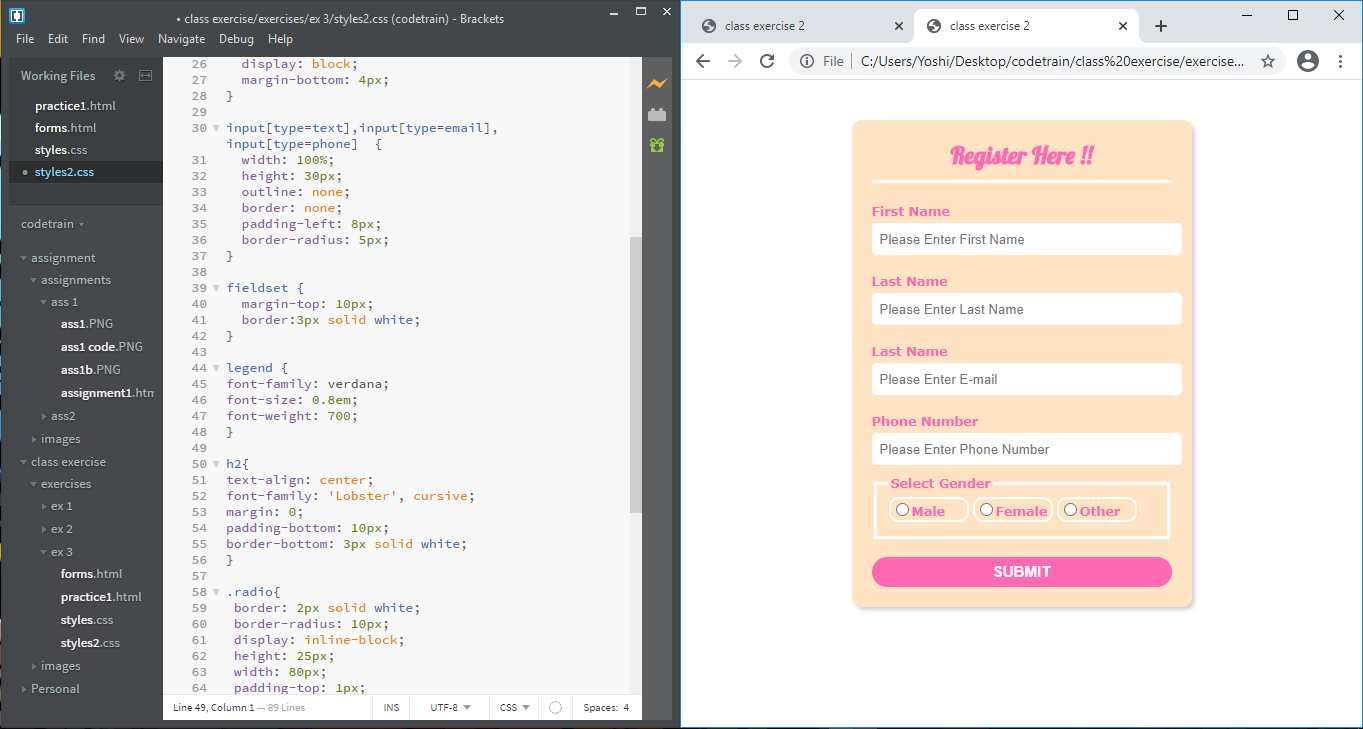 • class exercise/exercises/ex 3/styles2.css (codetrain) - Brackets
File Edit Find View Navigate Debug Help
Working Files
practice1.html
forms.html
styles.css
• styles2.css
codetrain
assignment
assignments
ass 1
ass1.PNG
ass1 code.PNG
ass1b.PNG
assignment1.htm
ass2
images
class exercise
exercises
ex 1
ex 2
ex 3
forms.html
practice1.html
styles.css
styles2.css
images
Personal
26 display: block;
27 margin-bottom: 4px;
28 }
29
30 input[type=text],input[type=email],
input[type=phone] {
31 width: 100%;
32 height: 30px;
33 outline: none;
34 border: none;
35 padding-left: 8px;
36 border-radius: 5px;
37 }
38
39 fieldset {
40 margin-top: 10px;
41 border:3px solid white;
42 }
43
44 legend {
45 font-family: verdana;
46 font-size: 0.8em;
47 font-weight: 700;
48 }
49
50 h2{
51 text-align: center;
52 font-family: 'Lobster', cursive;
53 margin: 0;
54 padding-bottom: 10px;
55 border-bottom: 3px solid white;
56 }
57
58 .radio{
59 border: 2px solid white;
60 border-radius: 10px;
61 display: inline-block;
62 height: 25px;
63 width: 80px;
64 padding-top: 1px;
Line 49, Column 1 — 89 Lines INS UTF-8 CSS Spaces: 4
class exercise 2 class exercise 2
File C:/Users/Yoshi/Desktop/codetrain/class%20exercise/exercise...
Register Here !!
First Name
Please Enter First Name
Last Name
Please Enter Last Name
Last Name
Please Enter E-mail
Phone Number
Please Enter Phone Number
Select Gender
Male Female Other
SUBMIT